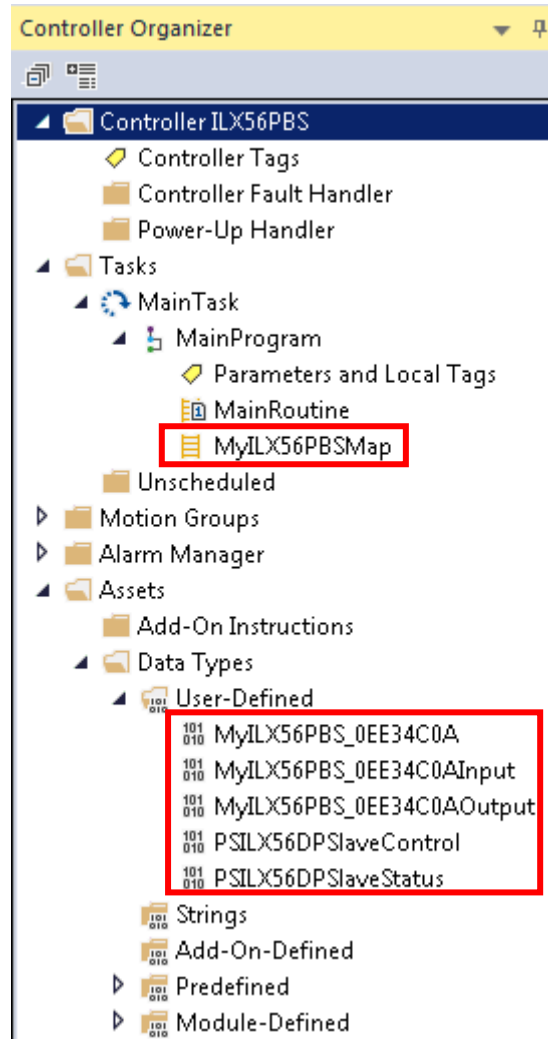 Controller Organizer
Controller ILX56PBS
Controller Tags
Controller Fault Handler
Power-Up Handler
Tasks
MainTask
MainProgram
Parameters and Local Tags
MainRoutine
MyILX56PBSMap
Unscheduled
Motion Groups
Alarm Manager
Assets
Add-On Instructions
Data Types
User-Defined
MyILX56PBS_0EE34C0A
MyILX56PBS_0EE34C0AInput
MyILX56PBS_0EE34C0AOutput
PSILX56DPSlaveControl
PSILX56DPSlaveStatus
Strings
Add-On-Defined
Predefined
Module-Defined